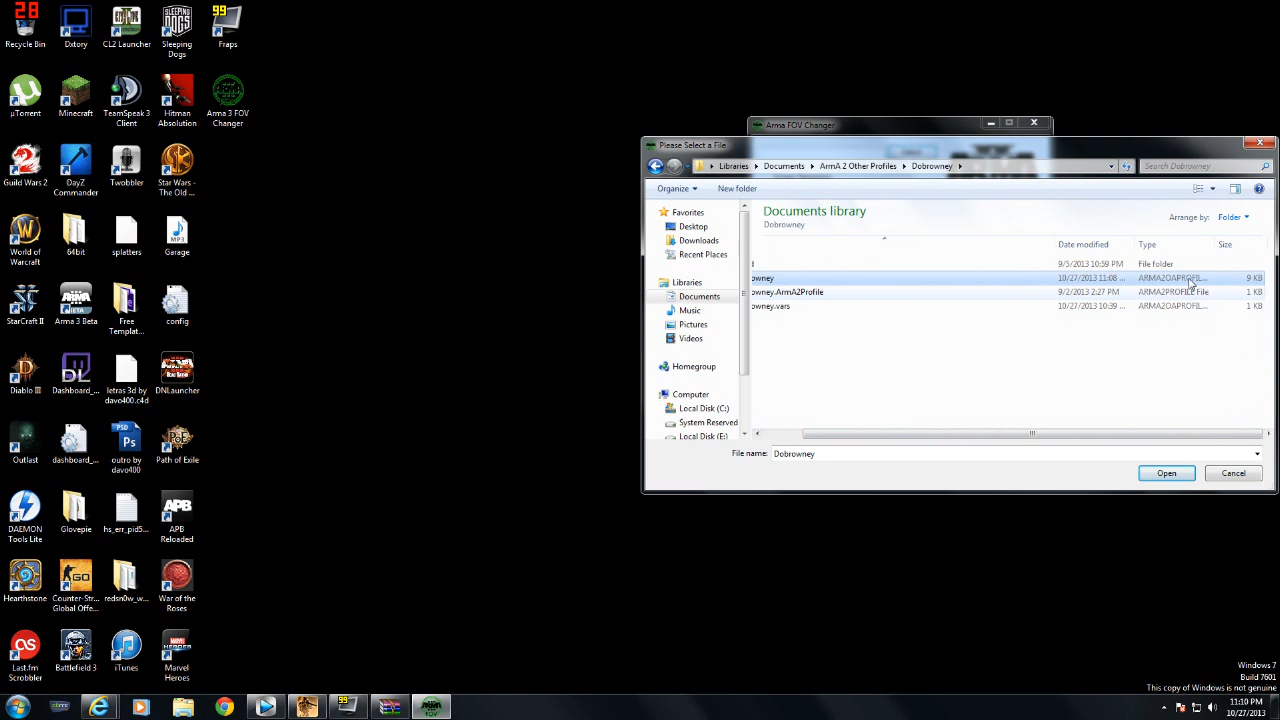 28
99
Recycle Bin
Dxtory
CL2 Launcher
Sleeping
Dogs
Fraps
µTorrent
Minecraft
TeamSpeak 3
Client
Hitman
Absolution
Arma 3 FOV
Changer
Guild Wars 2
DayZ
Commander
Twobbler
Star Wars -
The Old ...
World of
Warcraft
64bit
splatters
Garage
MP3
StarCraft II
Arma 3 Beta
Free
Templat...
config
Diablo III
Dashboard_...
letras 3d by
davo400.c4d
DNLauncher
Outlast
dashboard_...
outro by
davo400
Path of Exile
DAEMON
Tools Lite
Glovepie
hs_err_pid5...
APB
Reloaded
Hearthstone
Counter-Str...
Global Offe...
redsn0w_w...
War of the
Roses
Last.fm
Scrobbler
Battlefield 3
iTunes
Marvel
Heroes
Arma FOV Changer
Please Select a File
Libraries
Documents
ArmA 2 Other Profiles
Dobrowney
Search Dobrowney
Organize
New folder
Favorites
Desktop
Downloads
Recent Places
Libraries
Documents
Music
Pictures
Videos
Homegroup
Computer
Local Disk (C:)
System Reserved
Local Disk (E:)
Documents library
Dobrowney
Arrange by: Folder
Date modified Type Size
9/5/2013 10:59 PM File folder
owney 10/27/2013 11:08 ... ARMA2OAPROFIL... 9 KB
owney.ArmA2Profile 9/2/2013 2:27 PM ARMA2PROFILE File 1 KB
owney.vars 10/27/2013 10:39 ... ARMA2OAPROFIL... 1 KB
File name: Dobrowney
Open Cancel
Windows 7
Build 7601
This copy of Windows is not genuine
99
11:10 PM
10/27/2013